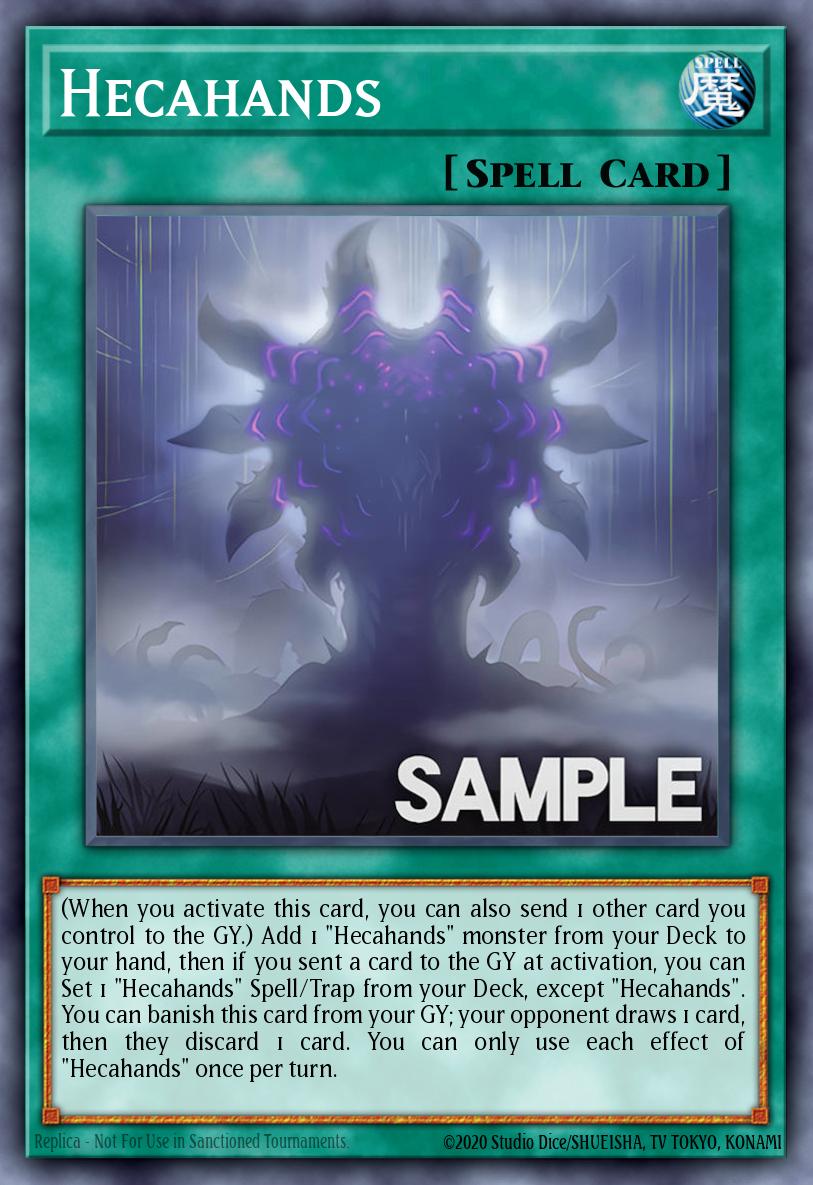 Hecahands
SPELL
魔
[ Spell Card ]
SAMPLE
(When you activate this card, you can also send 1 other card you
control to the GY.) Add 1 "Hecahands" monster from your Deck to
your hand, then if you sent a card to the GY at activation, you can
Set 1 "Hecahands" Spell/Trap from your Deck, except "Hecahands".
You can banish this card from your GY; your opponent draws 1 card,
then they discard 1 card. You can only use each effect of
"Hecahands" once per turn.
Replica - Not For Use in Sanctioned Tournaments.
©2020 Studio Dice/SHUEISHA, TV TOKYO, KONAMI